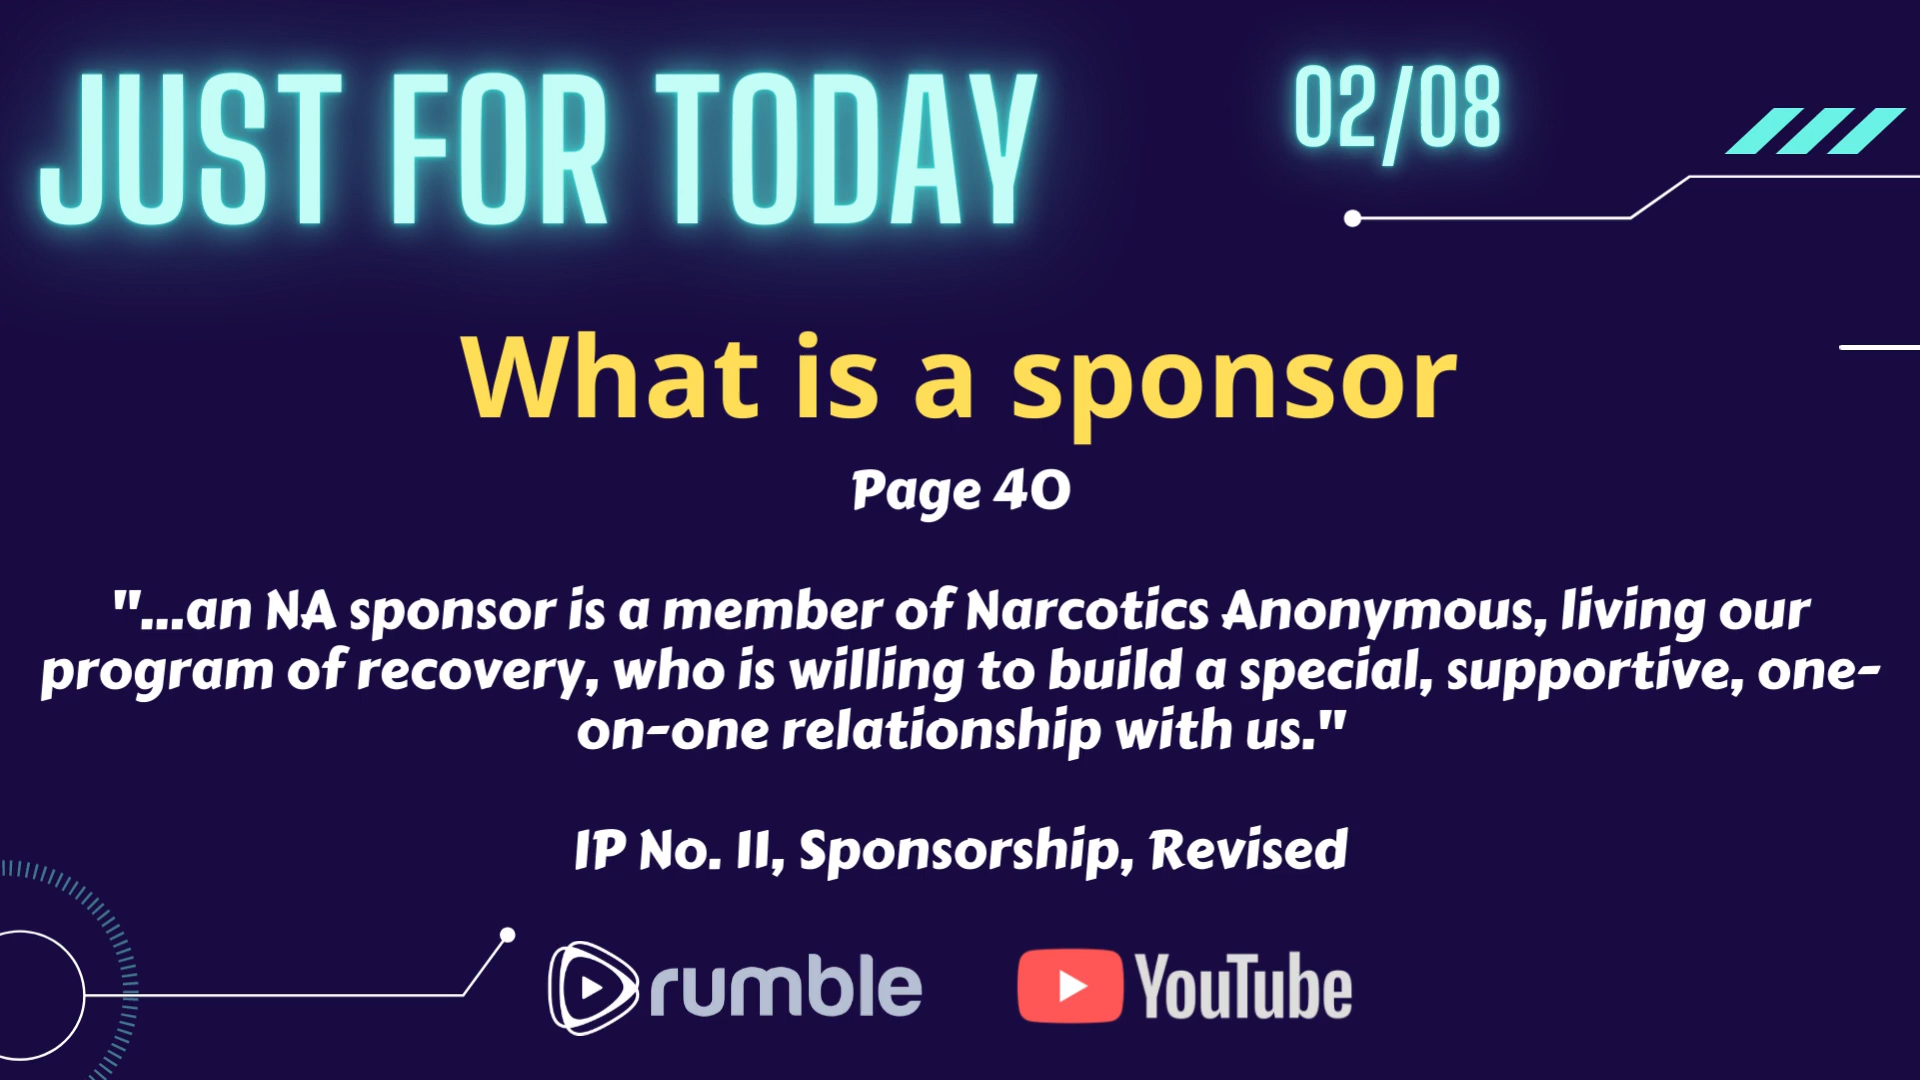 JUST FOR TODAY
02/08
What is a sponsor
Page 40
"...an NA sponsor is a member of Narcotics Anonymous, living our
program of recovery, who is willing to build a special, supportive, one-
on-one relationship with us."
IP No. 11, Sponsorship, Revised
rumble
YouTube